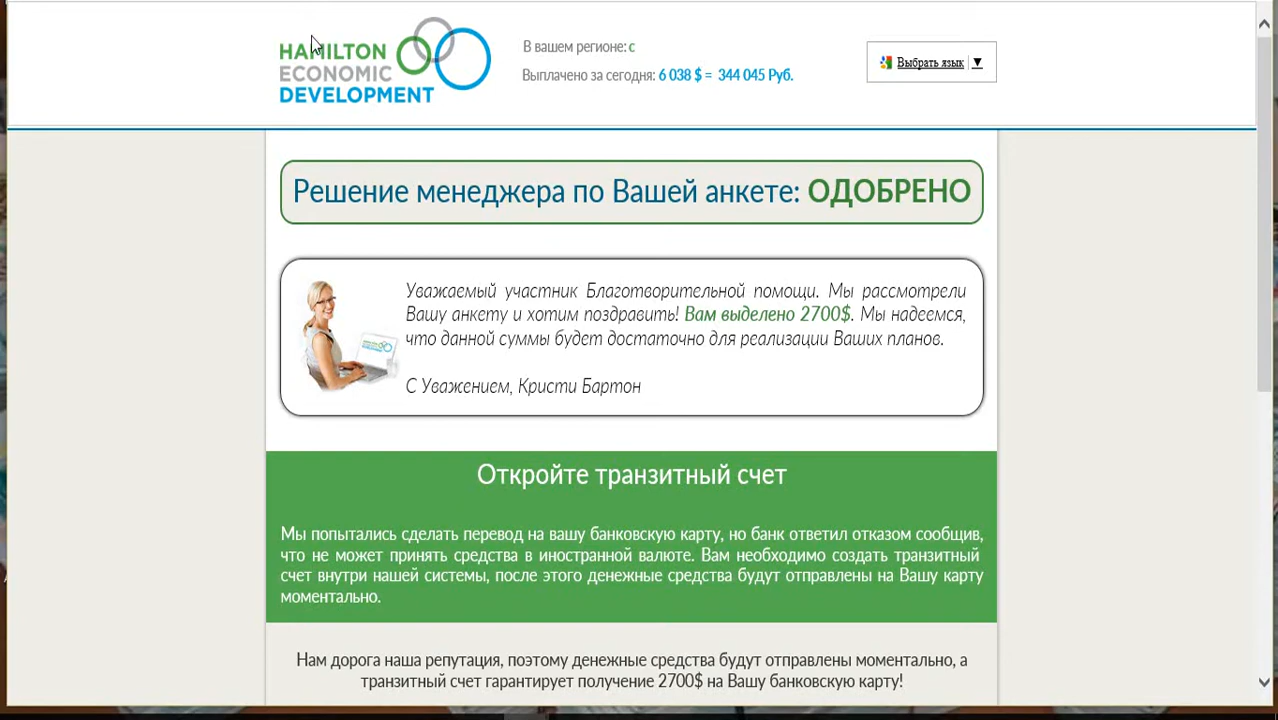 HAMILTON
ECONOMIC
DEVELOPMENT
В вашем регионе: с
Выплачено за сегодня: 6 038 $ = 344 045 Руб.
Выбрать язык ▼
Решение менеджера по Вашей анкете: ОДОБРЕНО
Уважаемый участник Благотворительной помощи. Мы рассмотрели
Вашу анкету и хотим поздравить! Вам выделено 2700$. Мы надеемся,
что данной суммы будет достаточно для реализации Ваших планов.
С Уважением, Кристи Бартон
Откройте транзитный счет
Мы попытались сделать перевод на вашу банковскую карту, но банк ответил отказом сообщив,
что не может принять средства в иностранной валюте. Вам необходимо создать транзитный
счет внутри нашей системы, после этого денежные средства будут отправлены на Вашу карту
моментально.
Нам дорога наша репутация, поэтому денежные средства будут отправлены моментально, а
транзитный счет гарантирует получение 2700$ на Вашу банковскую карту!